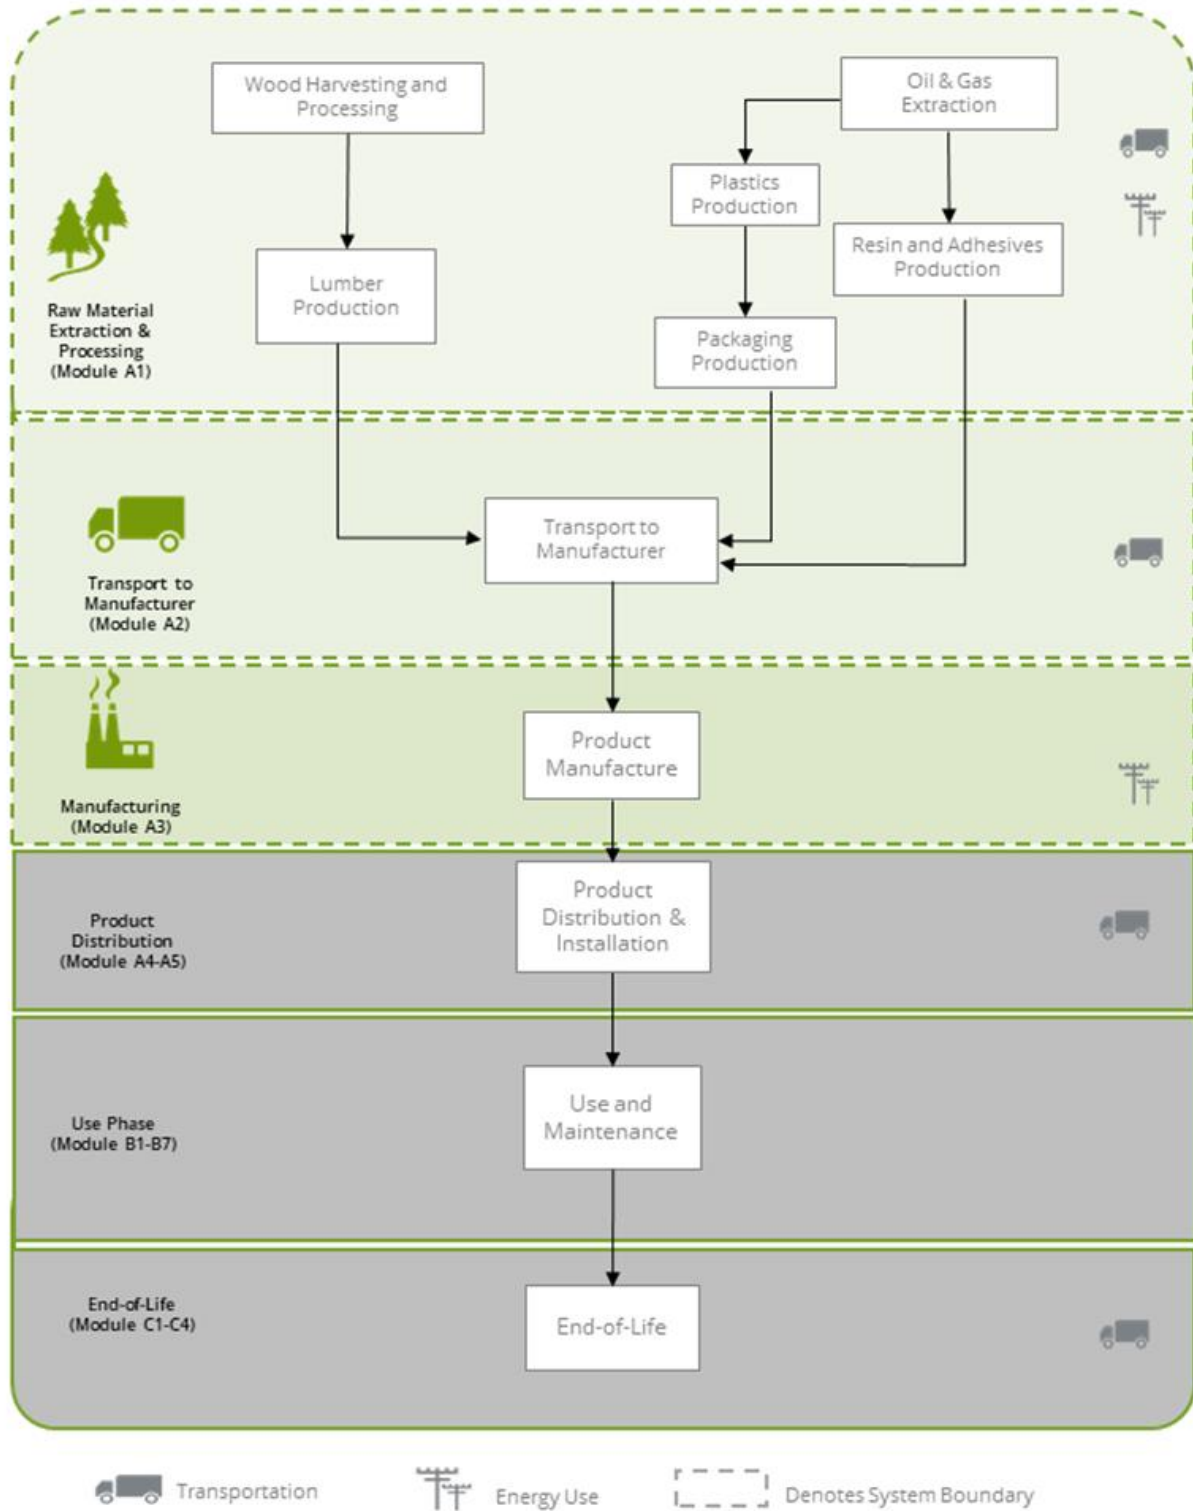 Wood Harvesting and
Processing
Oil & Gas
Extraction
Plastics
Production
Resin and Adhesives
Production
Lumber
Production
Packaging
Production
Raw Material
Extraction &
Processing
(Module A1)
Transport to
Manufacturer
Transport to
Manufacturer
(Module A2)
Product
Manufacture
Manufacturing
(Module A3)
Product
Distribution &
Installation
Product
Distribution
(Module A4-A5)
Use and
Maintenance
Use Phase
(Module B1-B7)
End-of-Life
(Module C1-C4)
End-of-Life
Transportation
Energy Use
Denotes System Boundary